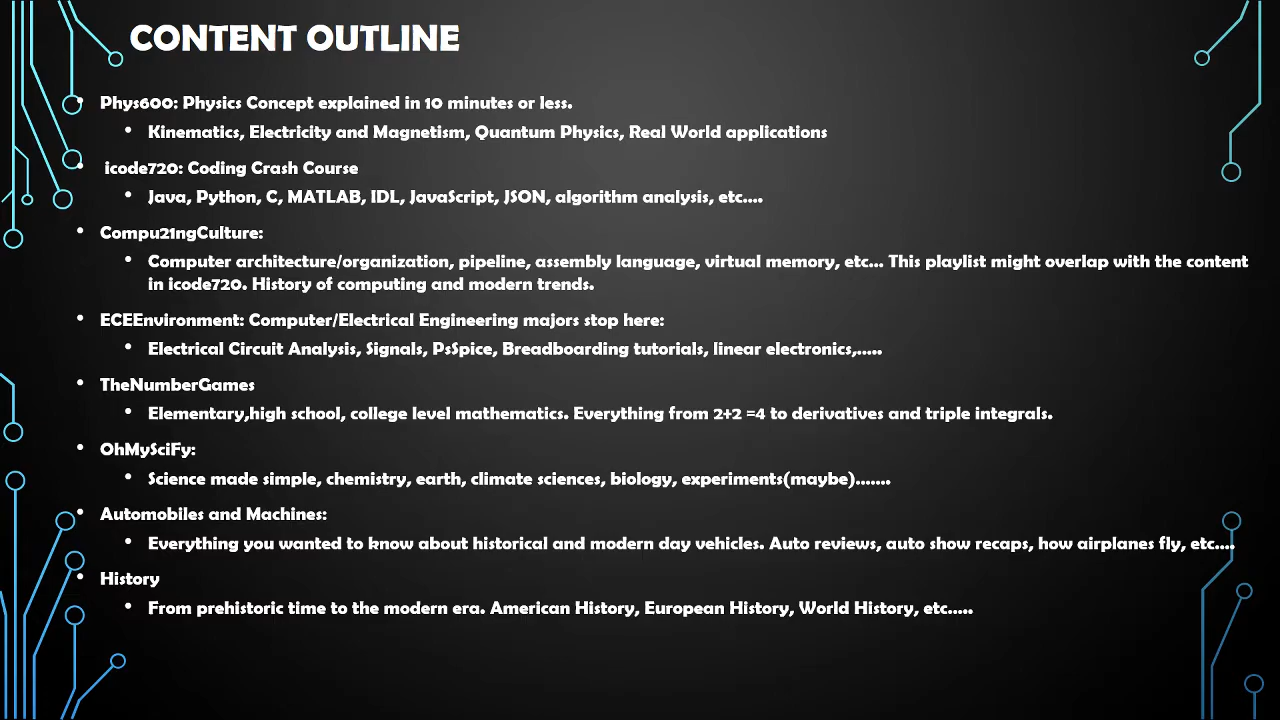 CONTENT OUTLINE
• Phys600: Physics Concept explained in 10 minutes or less.
• Kinematics, Electricity and Magnetism, Quantum Physics, Real World applications
• icode720: Coding Crash Course
• Java, Python, C, MATLAB, IDL, JavaScript, JSON, algorithm analysis, etc....
• Compu21ngCulture:
• Computer architecture/organization, pipeline, assembly language, virtual memory, etc... This playlist might overlap with the content
in icode720. History of computing and modern trends.
• ECEEnvironment: Computer/Electrical Engineering majors stop here:
• Electrical Circuit Analysis, Signals, PsSpice, Breadboarding tutorials, linear electronics,.....
• TheNumberGames
• Elementary,high school, college level mathematics. Everything from 2+2 =4 to derivatives and triple integrals.
• OhMySciFy:
• Science made simple, chemistry, earth, climate sciences, biology, experiments(maybe).......
• Automobiles and Machines:
• Everything you wanted to know about historical and modern day vehicles. Auto reviews, auto show recaps, how airplanes fly, etc....
• History
• From prehistoric time to the modern era. American History, European History, World History, etc.....